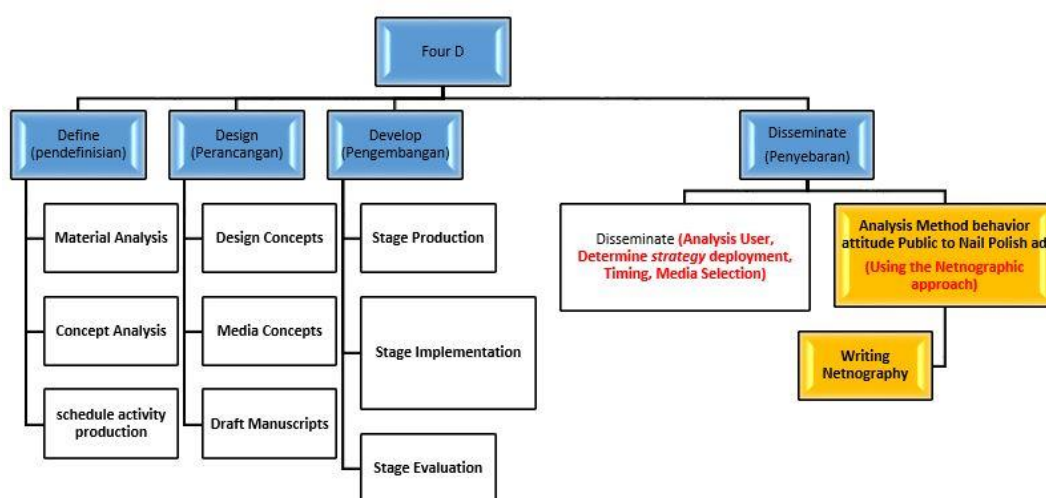 Four D
Define
(pendefinisian)
Design
(Perancangan)
Develop
(Pengembangan)
Disseminate
(Penyebaran)
Material Analysis
Concept Analysis
schedule activity
production
Design Concepts
Media Concepts
Draft Manuscripts
Stage Production
Stage Implementation
Stage Evaluation
Disseminate (Analysis User,
Determine strategy deployment,
Timing, Media Selection)
Analysis Method behavior
attitude Public to Nail Polish ad
(Using the Netnographic
approach)
Writing
Netnography